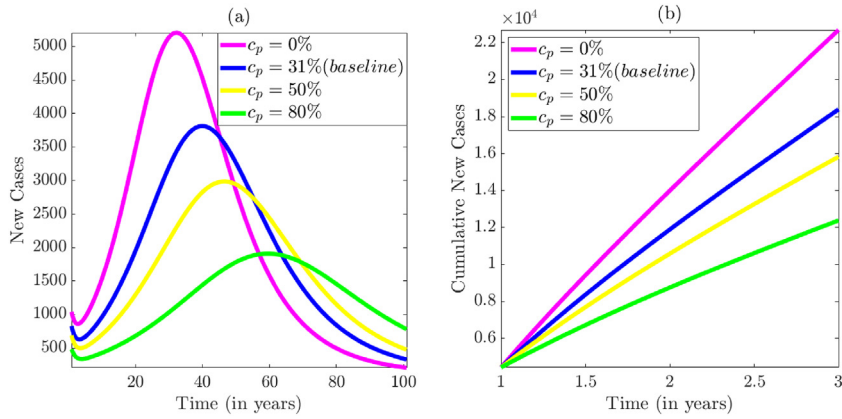 (a)
New Cases
5000
4500
4000
3500
3000
2500
2000
1500
1000
500
c_p = 0%
c_p = 31%(baseline)
c_p = 50%
c_p = 80%
20 40 60 80 100
Time (in years)
(b)
×10⁴
Cumulative New Cases
2.2
2
1.8
1.6
1.4
1.2
1
0.8
0.6
c_p = 0%
c_p = 31%(baseline)
c_p = 50%
c_p = 80%
1 1.5 2 2.5 3
Time (in years)